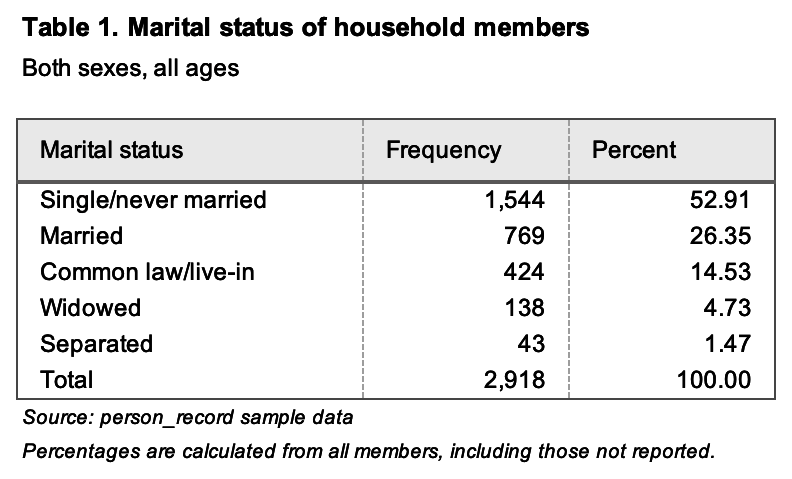 Table 1. Marital status of household members
Both sexes, all ages
Marital status Frequency Percent
Single/never married 1,544 52.91
Married 769 26.35
Common law/live-in 424 14.53
Widowed 138 4.73
Separated 43 1.47
Total 2,918 100.00
Source: person_record sample data
Percentages are calculated from all members, including those not reported.